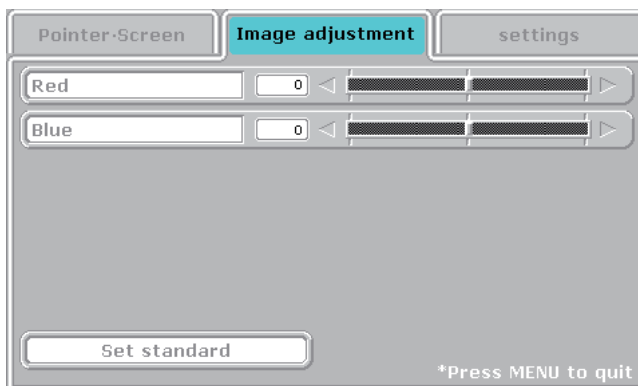 Pointer·Screen Image adjustment settings
Red 0
Blue 0
Set standard
*Press MENU to quit